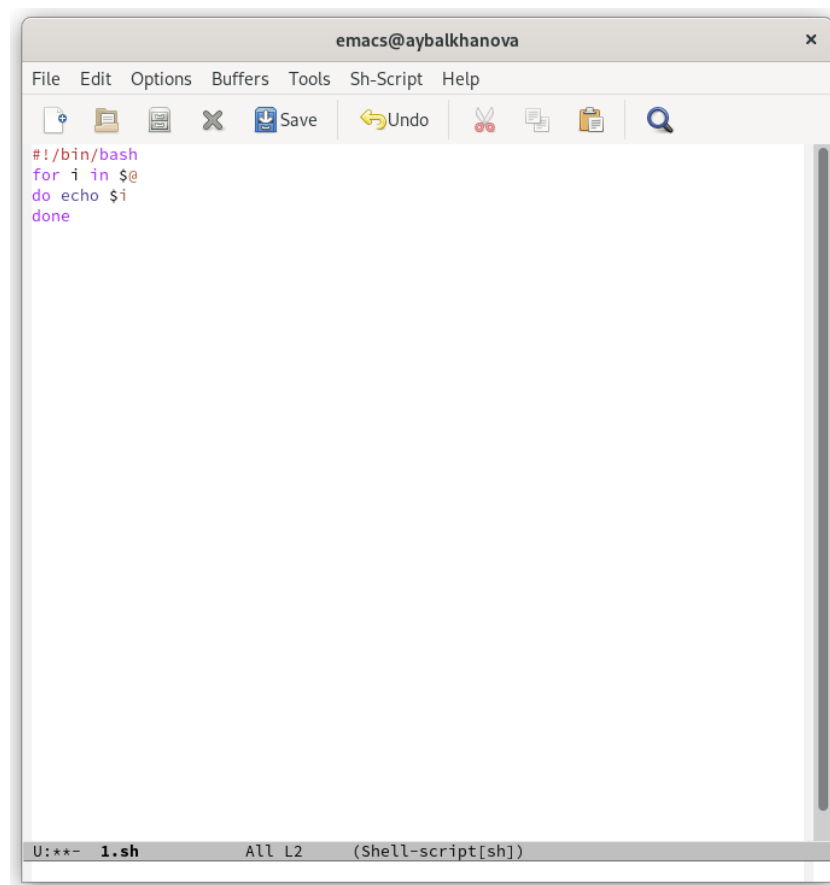 emacs@aybalkhanova ×
File Edit Options Buffers Tools Sh-Script Help
Save Undo
#!/bin/bash
for i in $@
do echo $i
done
U:**- 1.sh All L2 (Shell-script[sh])